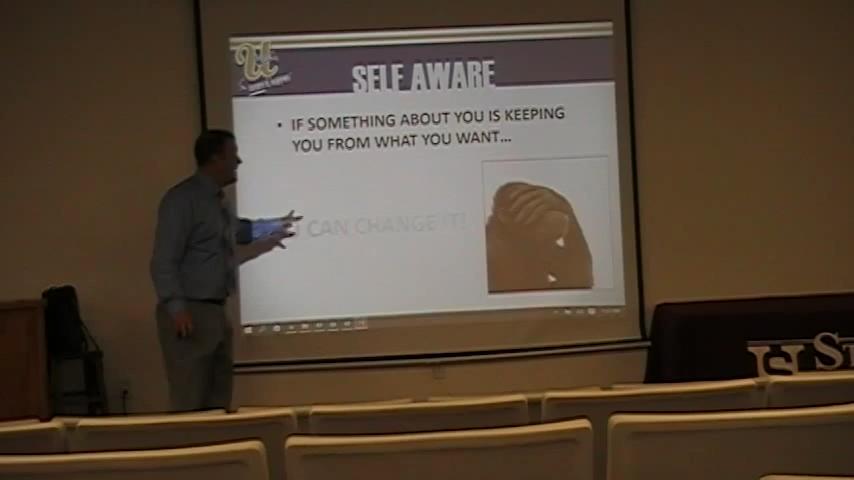 SELF AWARE
• IF SOMETHING ABOUT YOU IS KEEPING
YOU FROM WHAT YOU WANT...
CAN CHANGE IT!